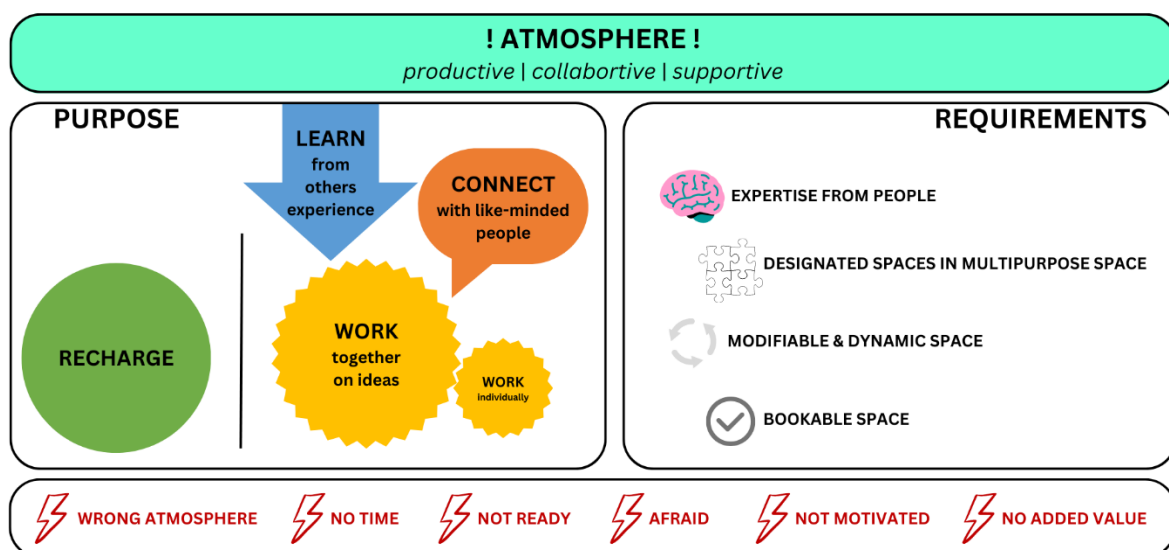 ! ATMOSPHERE !
productive | collabortive | supportive
PURPOSE
LEARN
from
others
experience
CONNECT
with like-minded
people
RECHARGE
WORK
together
on ideas
WORK
individually
REQUIREMENTS
EXPERTISE FROM PEOPLE
DESIGNATED SPACES IN MULTIPURPOSE SPACE
MODIFIABLE & DYNAMIC SPACE
BOOKABLE SPACE
WRONG ATMOSPHERE
NO TIME
NOT READY
AFRAID
NOT MOTIVATED
NO ADDED VALUE